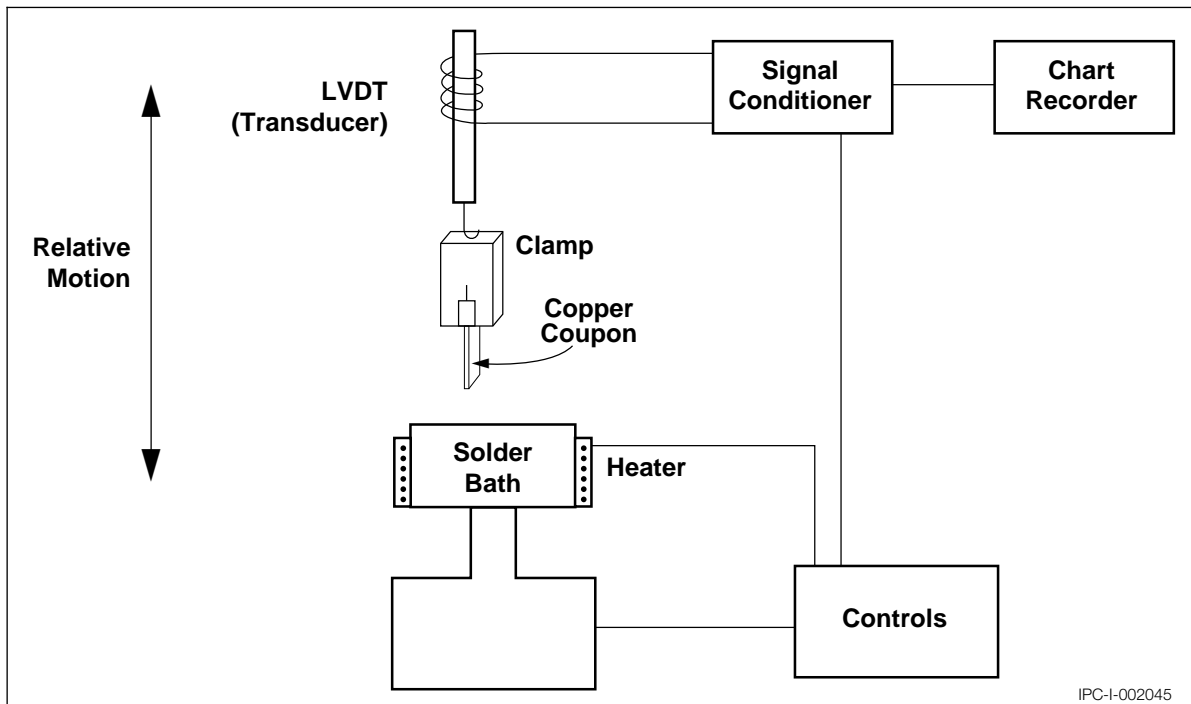 LVDT
(Transducer)
Signal
Conditioner
Chart
Recorder
Relative
Motion
Clamp
Copper
Coupon
Solder
Bath
Heater
Controls
IPC-I-002045